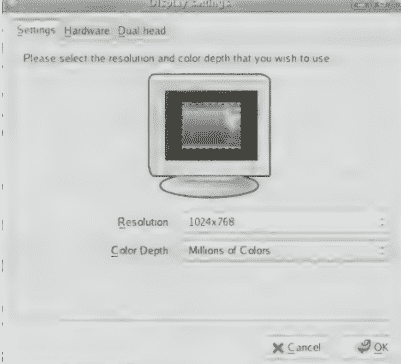 Display settings
Settings Hardware Dual head
Please select the resolution and color depth that you wish to use
Resolution 1024x768
Color Depth Millions of Colors
Cancel OK